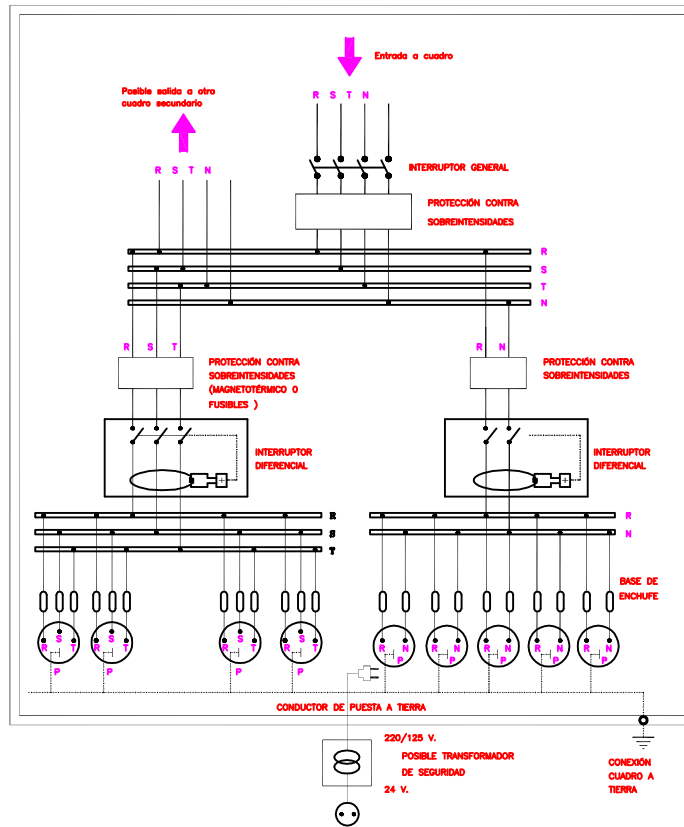 Entrada a cuadro
Posible salida a otro
cuadro secundario
R S T N
R S T N
INTERRUPTOR GENERAL
PROTECCIÓN CONTRA
SOBREINTENSIDADES
R
S
T
N
R S T
R N
PROTECCIÓN CONTRA
SOBREINTENSIDADES
(MAGNETOTÉRMICO O
FUSIBLES )
PROTECCIÓN CONTRA
SOBREINTENSIDADES
INTERRUPTOR
DIFERENCIAL
INTERRUPTOR
DIFERENCIAL
R
S
T
R
N
BASE DE
ENCHUFE
R S T
R S T
R S T
R S T
R N
R N
R N
R N
R N
P P P P
P P P P P
CONDUCTOR DE PUESTA A TIERRA
220/125 V.
POSIBLE TRANSFORMADOR
DE SEGURIDAD
24 V.
CONEXIÓN
CUADRO A
TIERRA